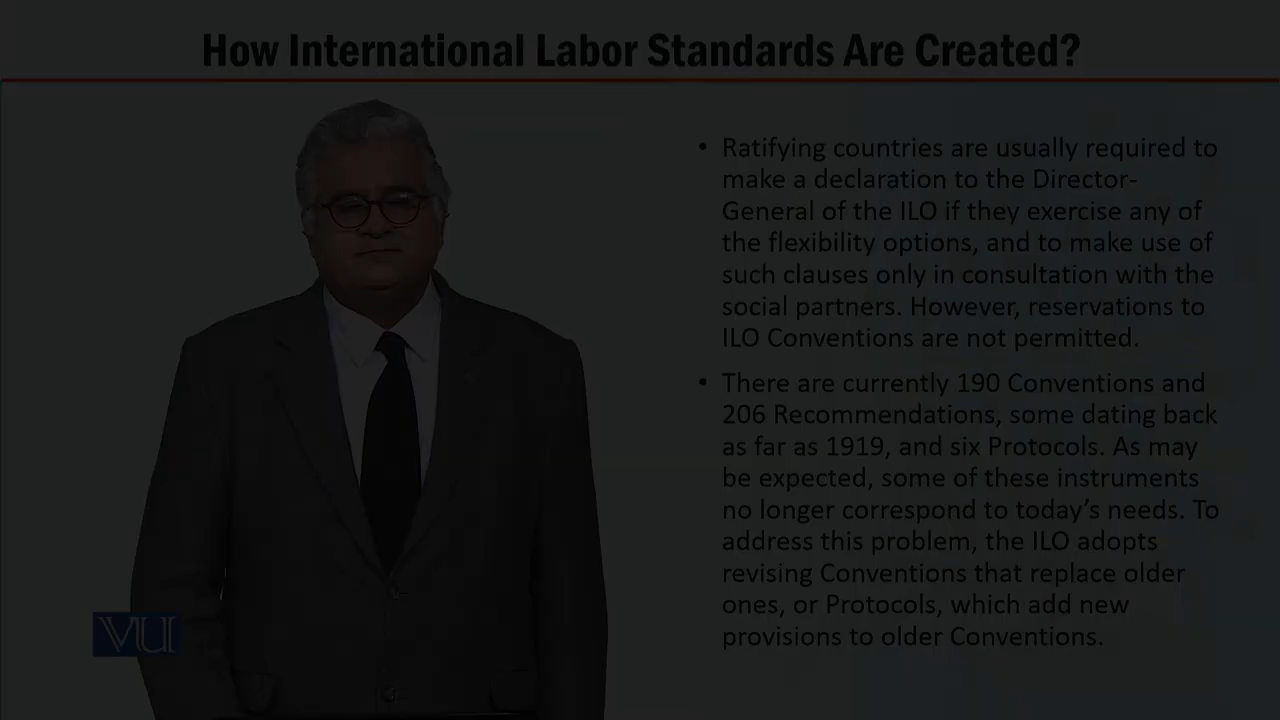 How International Labor Standards Are Created?
• Ratifying countries are usually required to
make a declaration to the Director-
General of the ILO if they exercise any of
the flexibility options, and to make use of
such clauses only in consultation with the
social partners. However, reservations to
ILO Conventions are not permitted.
• There are currently 190 Conventions and
206 Recommendations, some dating back
as far as 1919, and six Protocols. As may
be expected, some of these instruments
no longer correspond to today’s needs. To
address this problem, the ILO adopts
revising Conventions that replace older
ones, or Protocols, which add new
provisions to older Conventions.
VU